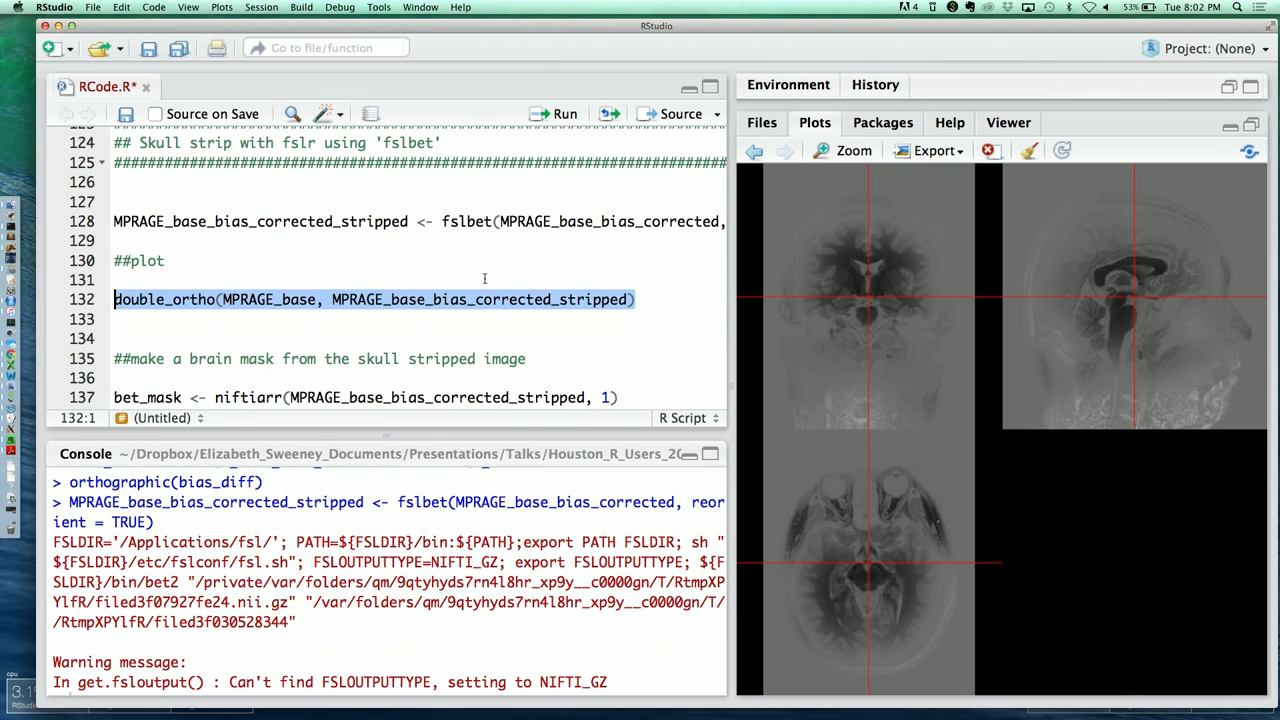 RStudio File Edit Code View Plots Session Build Debug Tools Window Help 4 53% Tue 8:02 PM
RStudio
Go to file/function Project: (None)
RCode.R* Environment History
Source on Save Run Source
Files Plots Packages Help Viewer
Zoom Export
124 ## Skull strip with fslr using 'fslbet'
125 ####################################################################################
126
127
128 MPRAGE_base_bias_corrected_stripped <- fslbet(MPRAGE_base_bias_corrected,
129
130 ##plot
131
132 double_ortho(MPRAGE_base, MPRAGE_base_bias_corrected_stripped)
133
134
135 ##make a brain mask from the skull stripped image
136
137 bet_mask <- niftiarr(MPRAGE_base_bias_corrected_stripped, 1)
132:1 # (Untitled) R Script
Console ~/Dropbox/Elizabeth_Sweeney_Documents/Presentations/Talks/Houston_R_Users_2
> orthographic(bias_diff)
> MPRAGE_base_bias_corrected_stripped <- fslbet(MPRAGE_base_bias_corrected, reor
ient = TRUE)
FSLDIR='/Applications/fsl/'; PATH=${FSLDIR}/bin:${PATH};export PATH FSLDIR; sh "
${FSLDIR}/etc/fslconf/fsl.sh"; FSLOUTPUTTYPE=NIFTI_GZ; export FSLOUTPUTTYPE; ${F
SLDIR}/bin/bet2 "/private/var/folders/qm/9qtyhyds7rn4l8hr_xp9y__c0000gn/T/RtmpXP
YlfR/filed3f07927fe24.nii.gz" "/var/folders/qm/9qtyhyds7rn4l8hr_xp9y__c0000gn/T/
/RtmpXPYlfR/filed3f030528344"
Warning message:
In get.fsloutput() : Can't find FSLOUTPUTTYPE, setting to NIFTI_GZ
cpu
3.1%